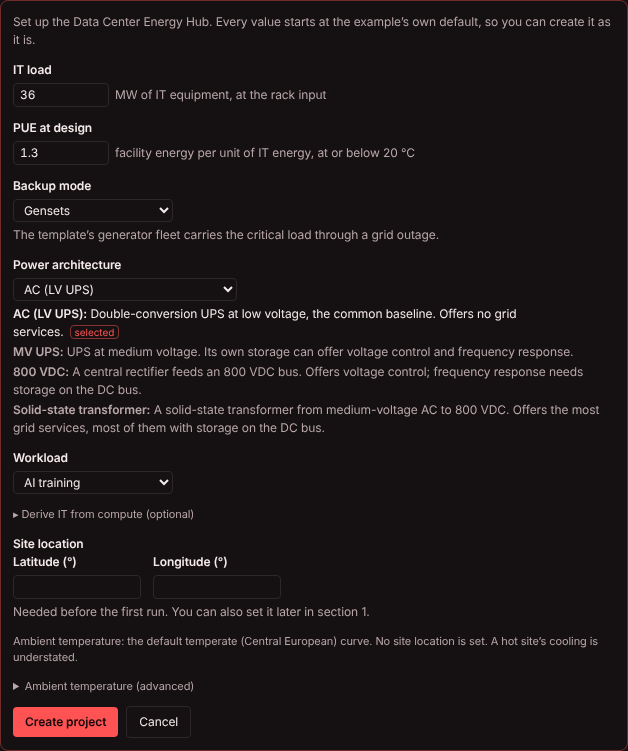 Set up the Data Center Energy Hub. Every value starts at the example's own default, so you can create it as
it is.
IT load
36 MW of IT equipment, at the rack input
PUE at design
1.3 facility energy per unit of IT energy, at or below 20 °C
Backup mode
Gensets
The template's generator fleet carries the critical load through a grid outage.
Power architecture
AC (LV UPS)
AC (LV UPS): Double-conversion UPS at low voltage, the common baseline. Offers no grid
services. selected
MV UPS: UPS at medium voltage. Its own storage can offer voltage control and frequency response.
800 VDC: A central rectifier feeds an 800 VDC bus. Offers voltage control; frequency response needs
storage on the DC bus.
Solid-state transformer: A solid-state transformer from medium-voltage AC to 800 VDC. Offers the most
grid services, most of them with storage on the DC bus.
Workload
AI training
▸ Derive IT from compute (optional)
Site location
Latitude (°) Longitude (°)
Needed before the first run. You can also set it later in section 1.
Ambient temperature: the default temperate (Central European) curve. No site location is set. A hot site's cooling is
understated.
▶ Ambient temperature (advanced)
Create project Cancel